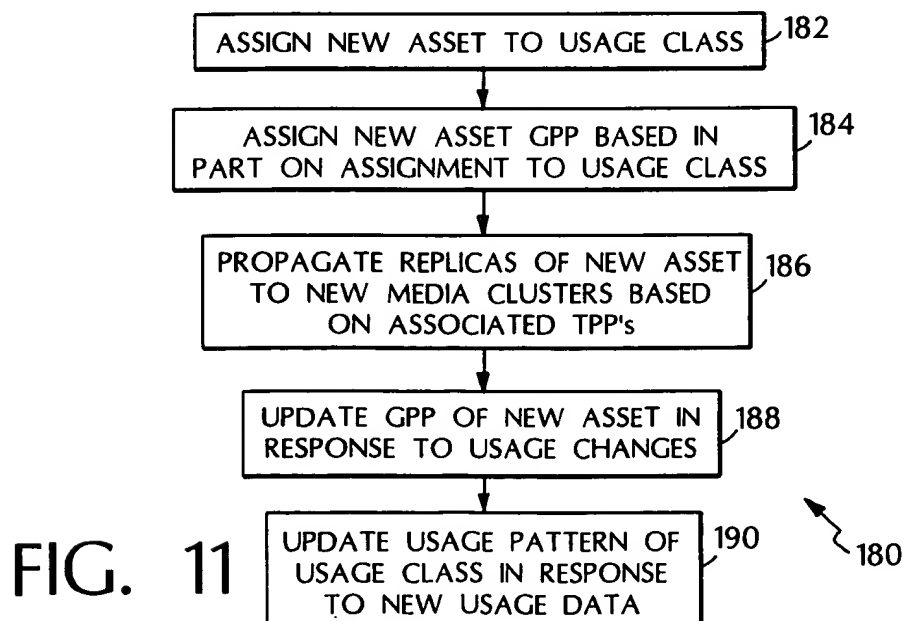 ASSIGN NEW ASSET TO USAGE CLASS
182
ASSIGN NEW ASSET GPP BASED IN
PART ON ASSIGNMENT TO USAGE CLASS
184
PROPAGATE REPLICAS OF NEW ASSET
TO NEW MEDIA CLUSTERS BASED
ON ASSOCIATED TPP's
186
UPDATE GPP OF NEW ASSET IN
RESPONSE TO USAGE CHANGES
188
UPDATE USAGE PATTERN OF
USAGE CLASS IN RESPONSE
TO NEW USAGE DATA
190
180
FIG. 11